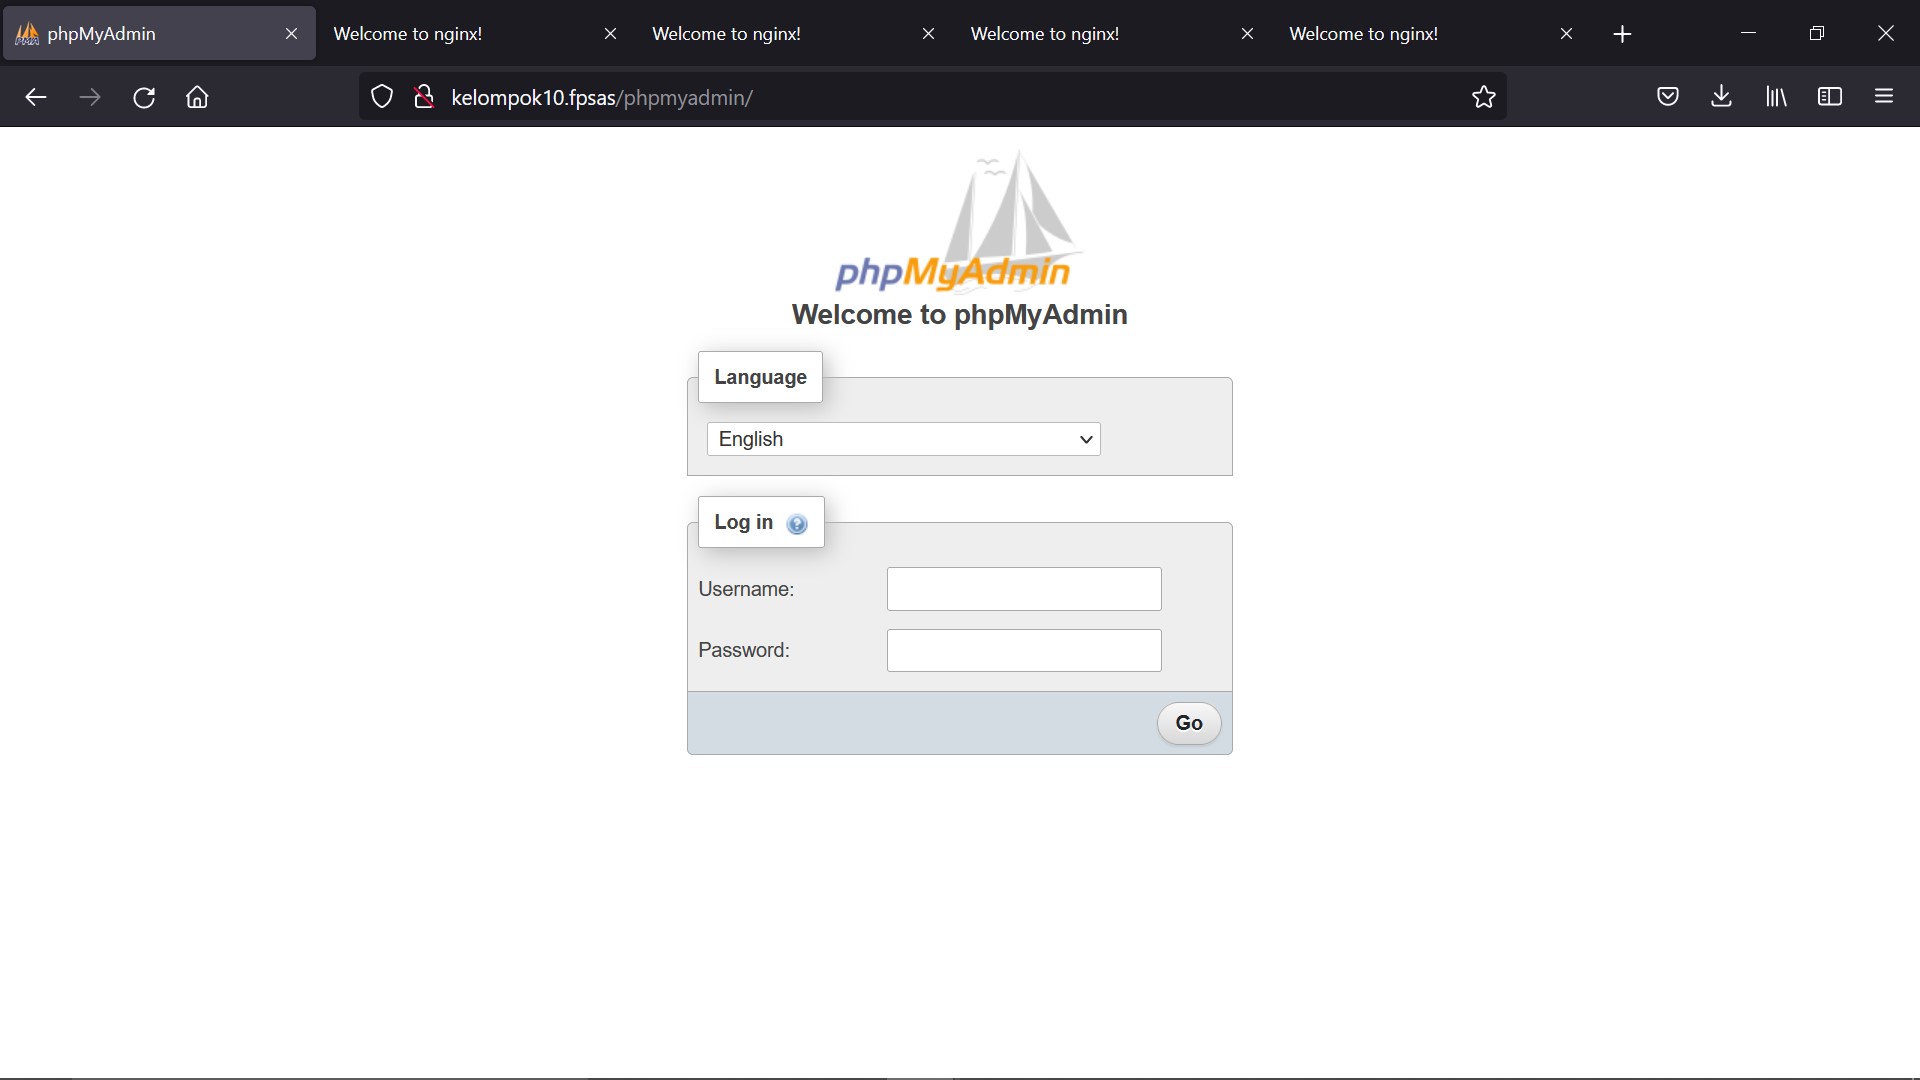 phpMyAdmin
Welcome to nginx!
Welcome to nginx!
Welcome to nginx!
Welcome to nginx!
kelompok10.fpsas/phpmyadmin/
phpMyAdmin
Welcome to phpMyAdmin
Language
English
Log in
Username:
Password:
Go